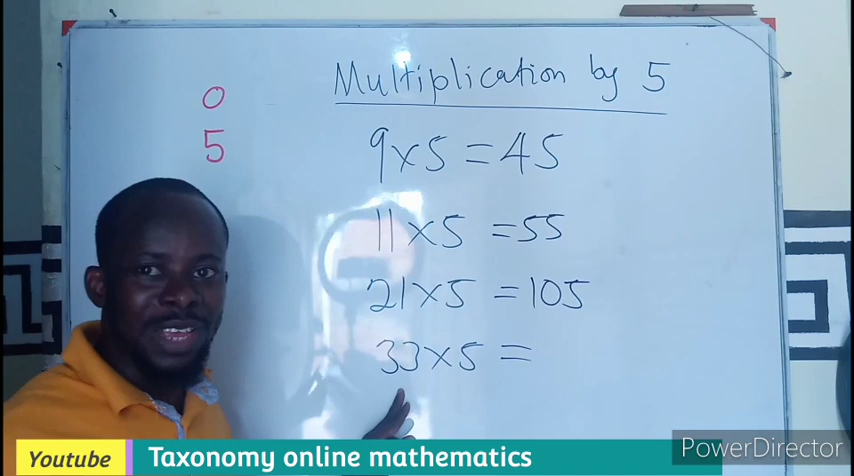 Multiplication by 5
0
5
9x5=45
11x5=55
21x5=105
33x5=
PowerDirector
Youtube
Taxonomy online mathematics